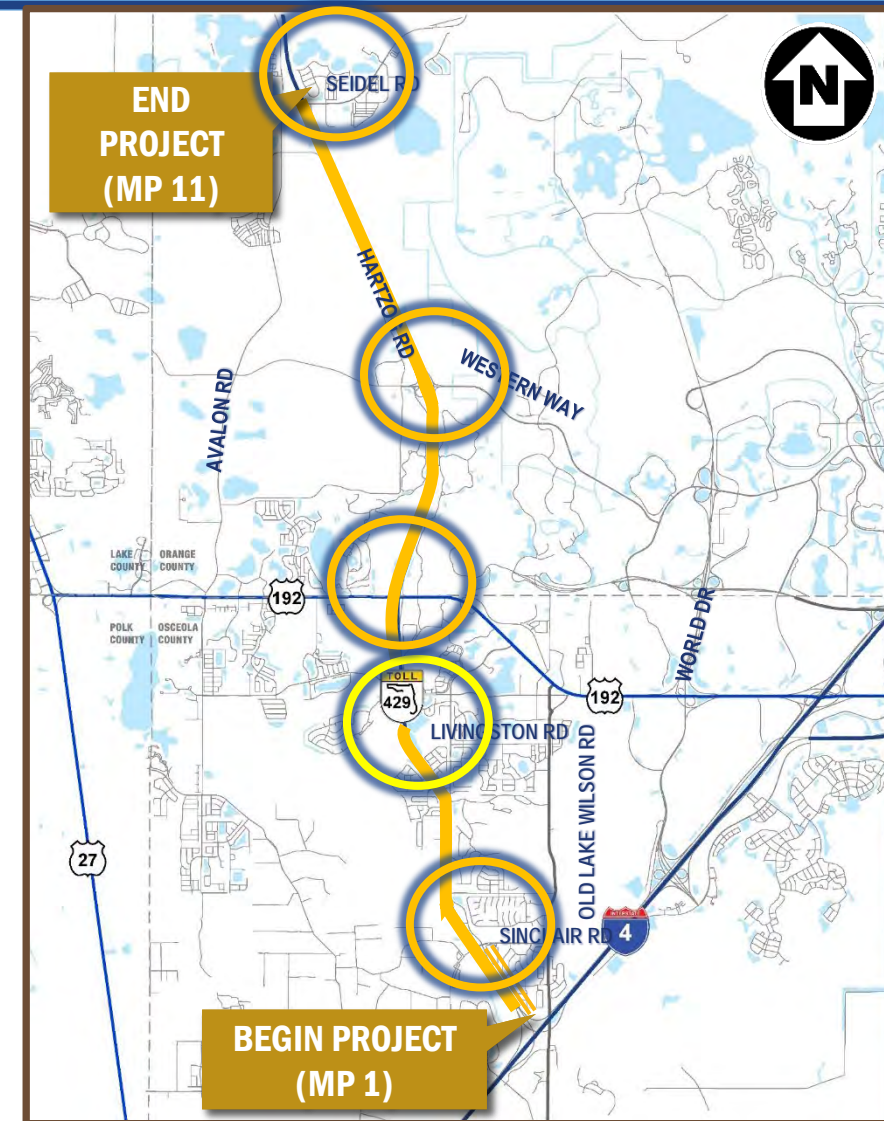 N
SEIDEL RD
END
PROJECT
(MP 11)
HARTZOG RD
WESTERN WAY
AVALON RD
LAKE
COUNTY
ORANGE
COUNTY
192
POLK
COUNTY
OSCEOLA
COUNTY
WORLD DR
TOLL
429
192
LIVINGSTON RD
OLD LAKE WILSON RD
27
INTERSTATE
4
SINCLAIR RD
BEGIN PROJECT
(MP 1)